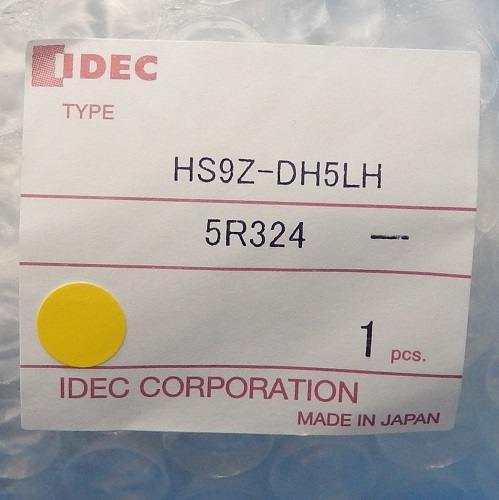 IDEC
TYPE
HS9Z-DH5LH
5R324 —
1 pcs.
IDEC CORPORATION
MADE IN JAPAN